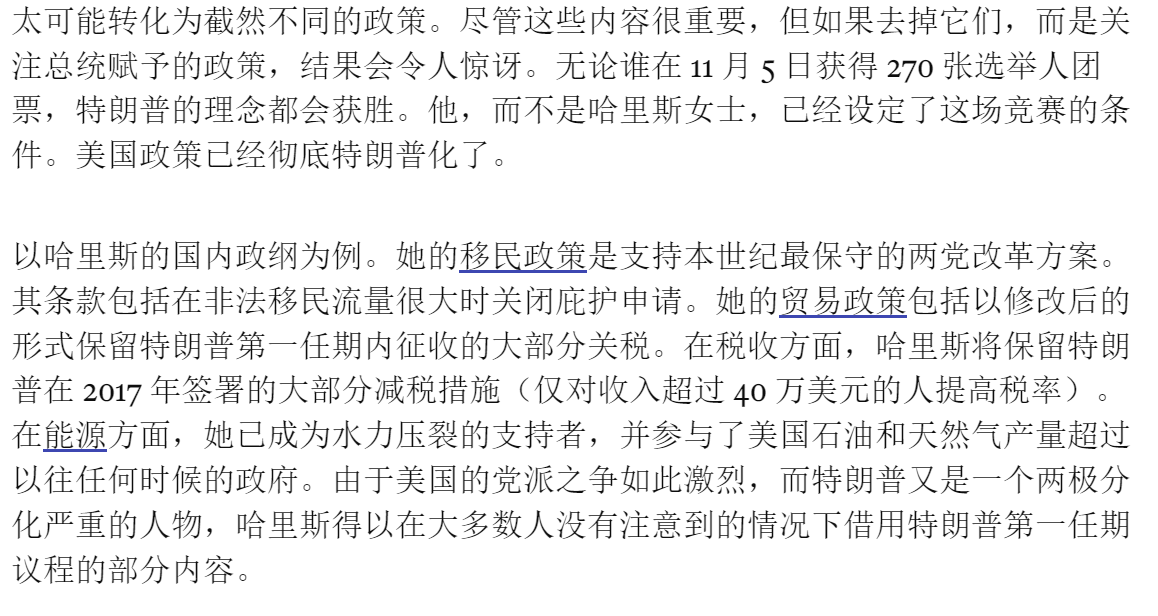 太可能转化为截然不同的政策。尽管这些内容很重要，但如果去掉它们，而是关
注总统赋予的政策，结果会令人惊讶。无论谁在 11 月 5 日获得 270 张选举人团
票，特朗普的理念都会获胜。他，而不是哈里斯女士，已经设定了这场竞赛的条
件。美国政策已经彻底特朗普化了。
以哈里斯的国内政纲为例。她的移民政策是支持本世纪最保守的两党改革方案。
其条款包括在非法移民流量很大时关闭庇护申请。她的贸易政策包括以修改后的
形式保留特朗普第一任期内征收的大部分关税。在税收方面，哈里斯将保留特朗
普在 2017 年签署的大部分减税措施（仅对收入超过 40 万美元的人提高税率）。
在能源方面，她已成为水力压裂的支持者，并参与了美国石油和天然气产量超过
以往任何时候的政府。由于美国的党派之争如此激烈，而特朗普又是一个两极分
化严重的人物，哈里斯得以在大多数人没有注意到的情况下借用特朗普第一任期
议程的部分内容。